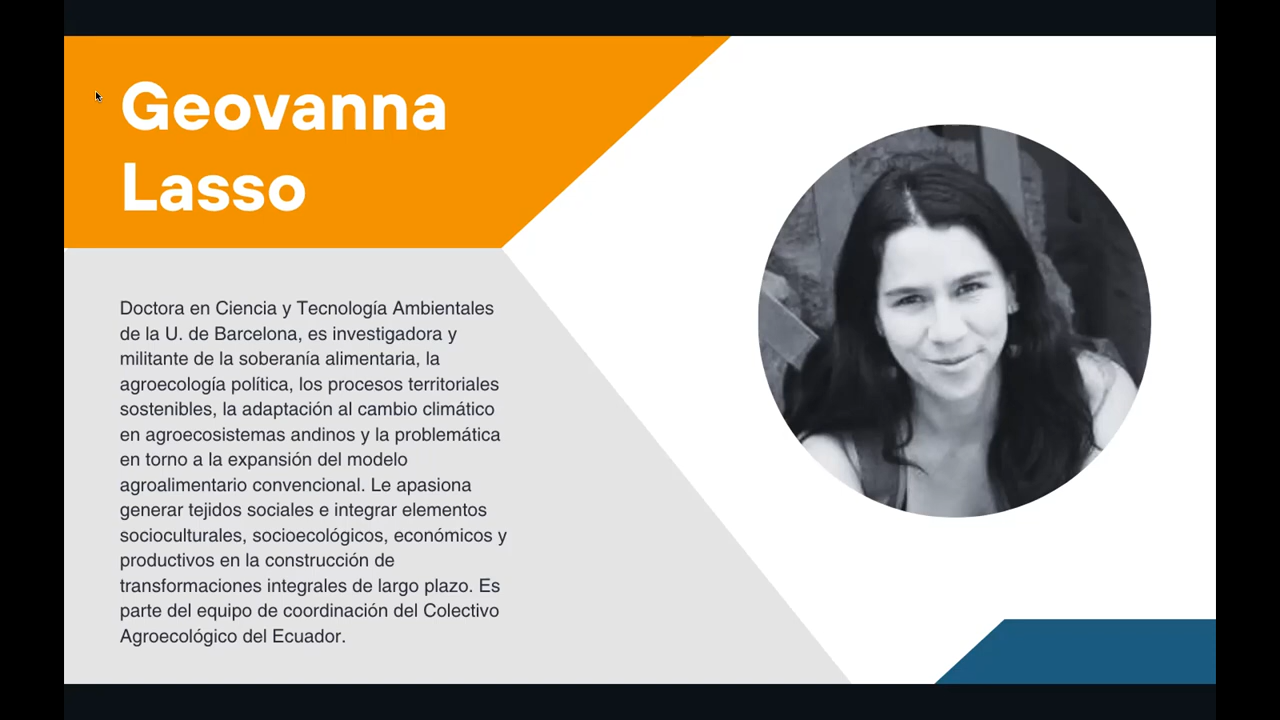 Geovanna
Lasso
Doctora en Ciencia y Tecnología Ambientales
de la U. de Barcelona, es investigadora y
militante de la soberanía alimentaria, la
agroecología política, los procesos territoriales
sostenibles, la adaptación al cambio climático
en agroecosistemas andinos y la problemática
en torno a la expansión del modelo
agroalimentario convencional. Le apasiona
generar tejidos sociales e integrar elementos
socioculturales, socioecológicos, económicos y
productivos en la construcción de
transformaciones integrales de largo plazo. Es
parte del equipo de coordinación del Colectivo
Agroecológico del Ecuador.